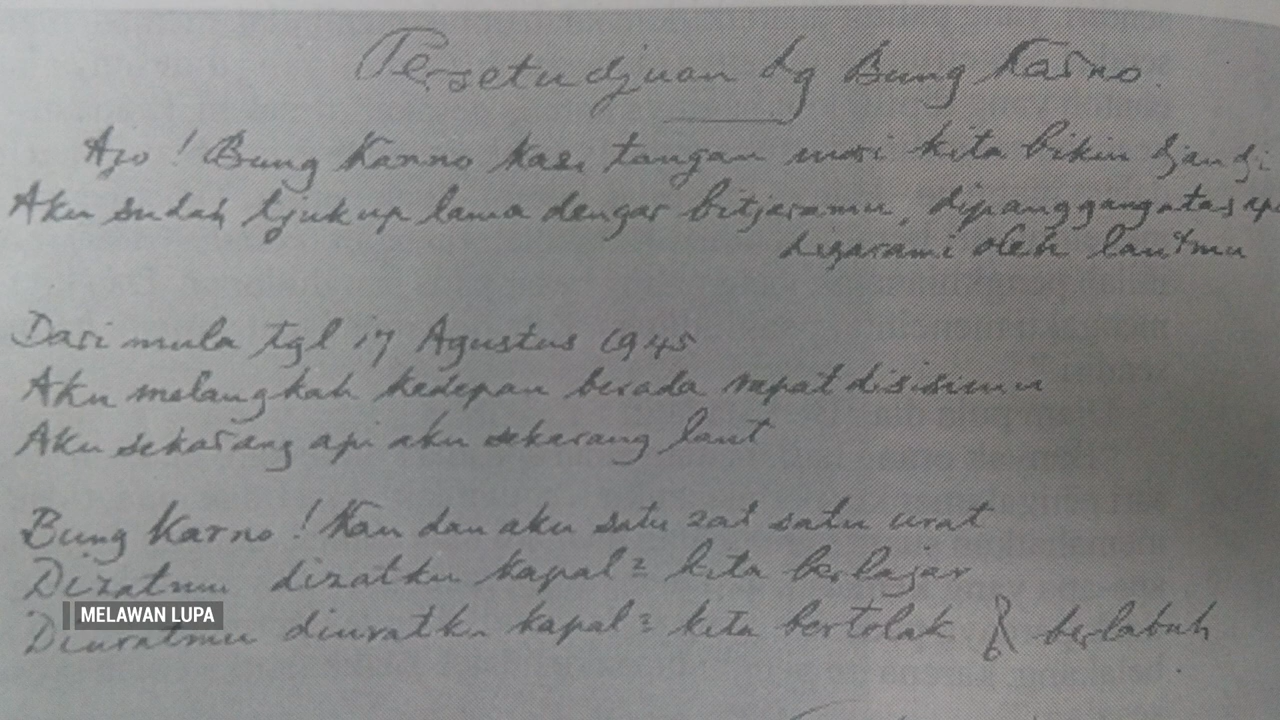 Persetudjuan dg Bung Karno
Ajo! Bung Karno kasi tangan mari kita bikin djandji
Aku sudah tjukup lama dengar bitjaramu, dipanggang atas ap
digarami oleh lautmu
Dari mula tgl 17 Agustus 1945
Aku melangkah kedepan berada rapat disisimu
Aku sekarang api aku sekarang laut
Bung Karno! Kau dan aku satu zat satu urat
Dizatmu dizatku kapal² kita berlajar
MELAWAN LUPA
Diuratmu diuratku kapal² kita bertolak & berlabuh